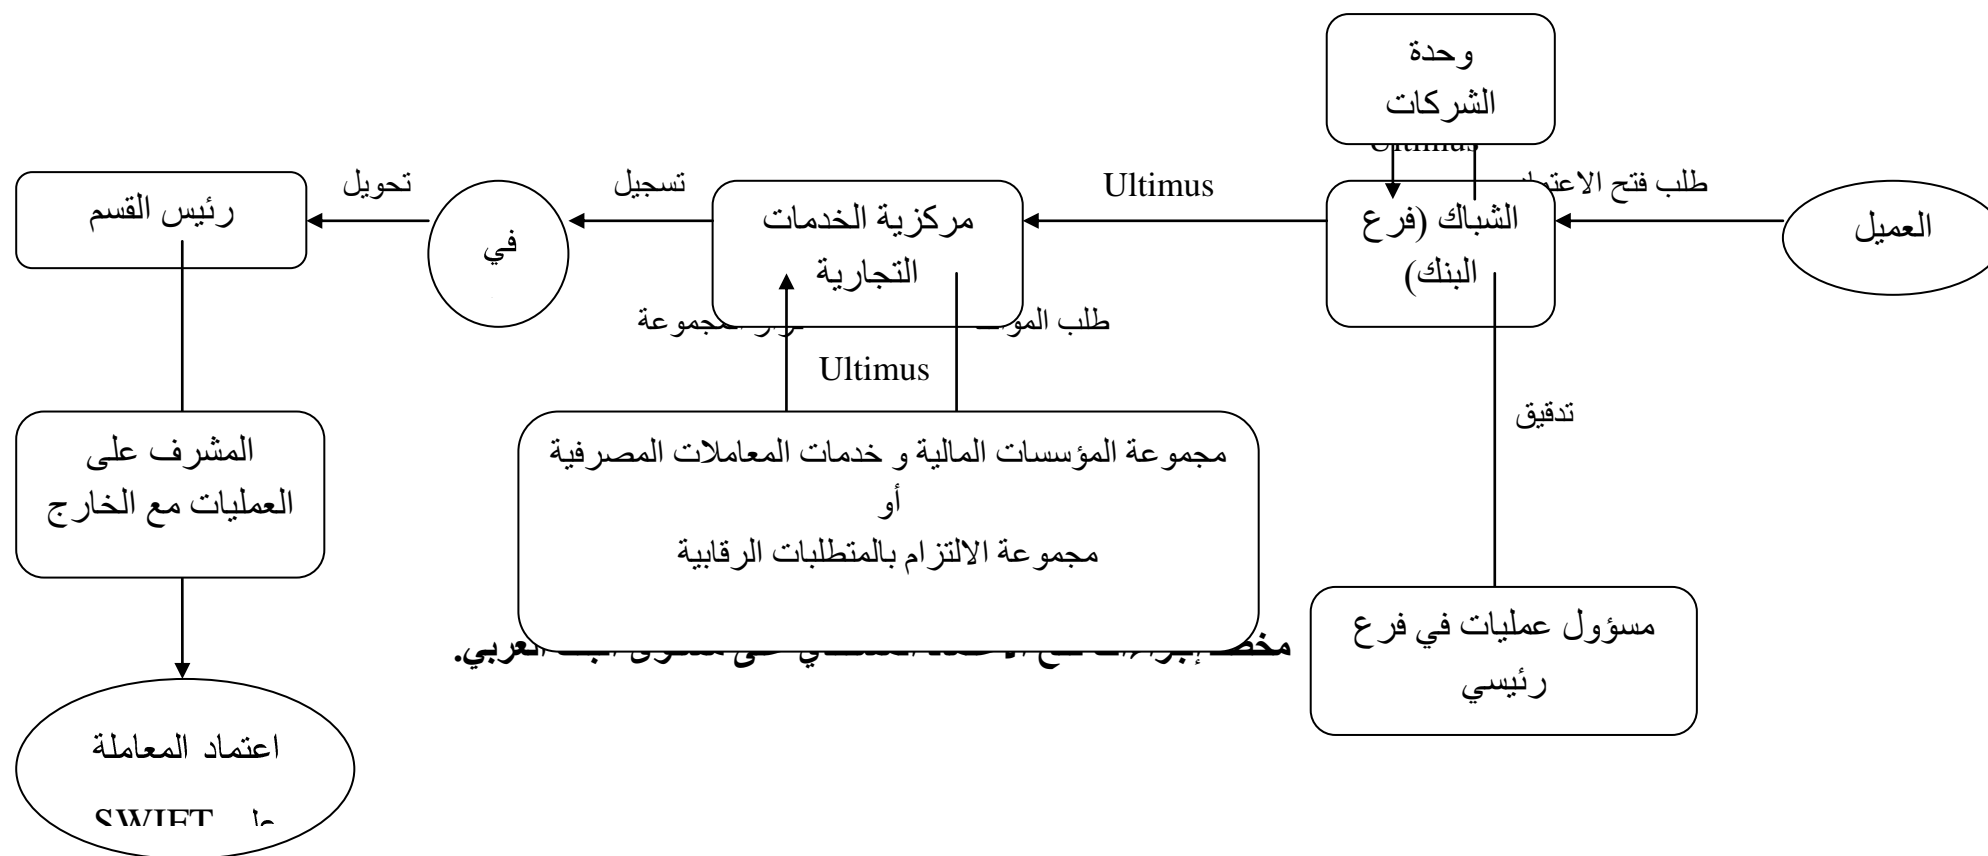 وحدة
الشركات
Ultimus
طلب فتح
العميل
الشباك (فرع
البنك)
Ultimus
مركزية الخدمات
التجارية
تسجيل
في
تحويل
رئيس القسم
طلب
المجموعة
Ultimus
تدقيق
المشرف على
العمليات مع الخارج
مجموعة المؤسسات المالية و خدمات المعاملات المصرفية
أو
مجموعة الالتزام بالمتطلبات الرقابية
مسؤول عمليات في فرع
رئيسي
العربي.
اعتماد المعاملة
SWIFT